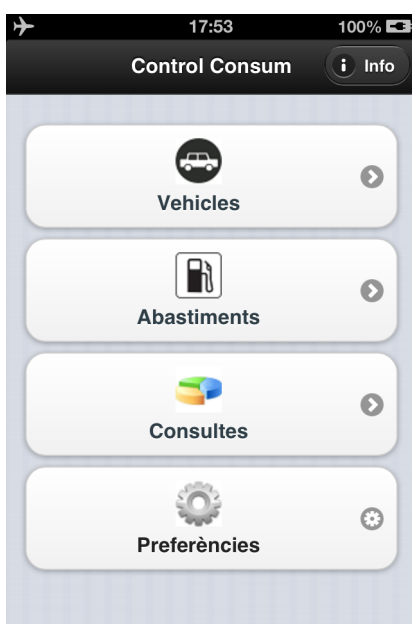 17:53
100%
Control Consum
Info
Vehicles
Abastiments
Consultes
Preferències